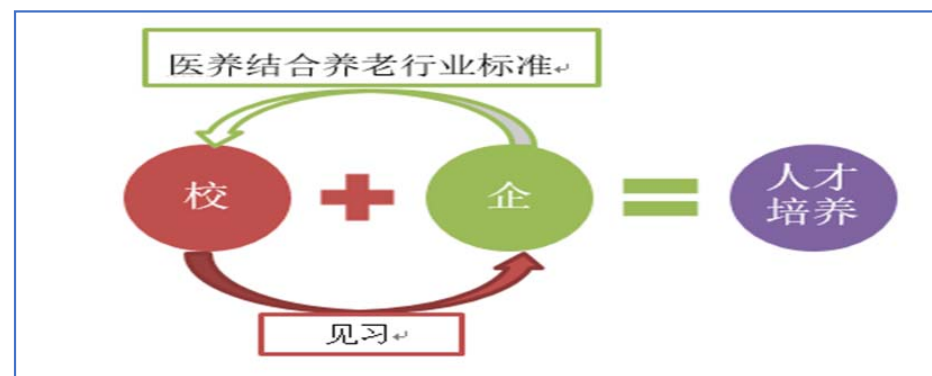 医养结合养老行业标准
校
企
人才
培养
见习